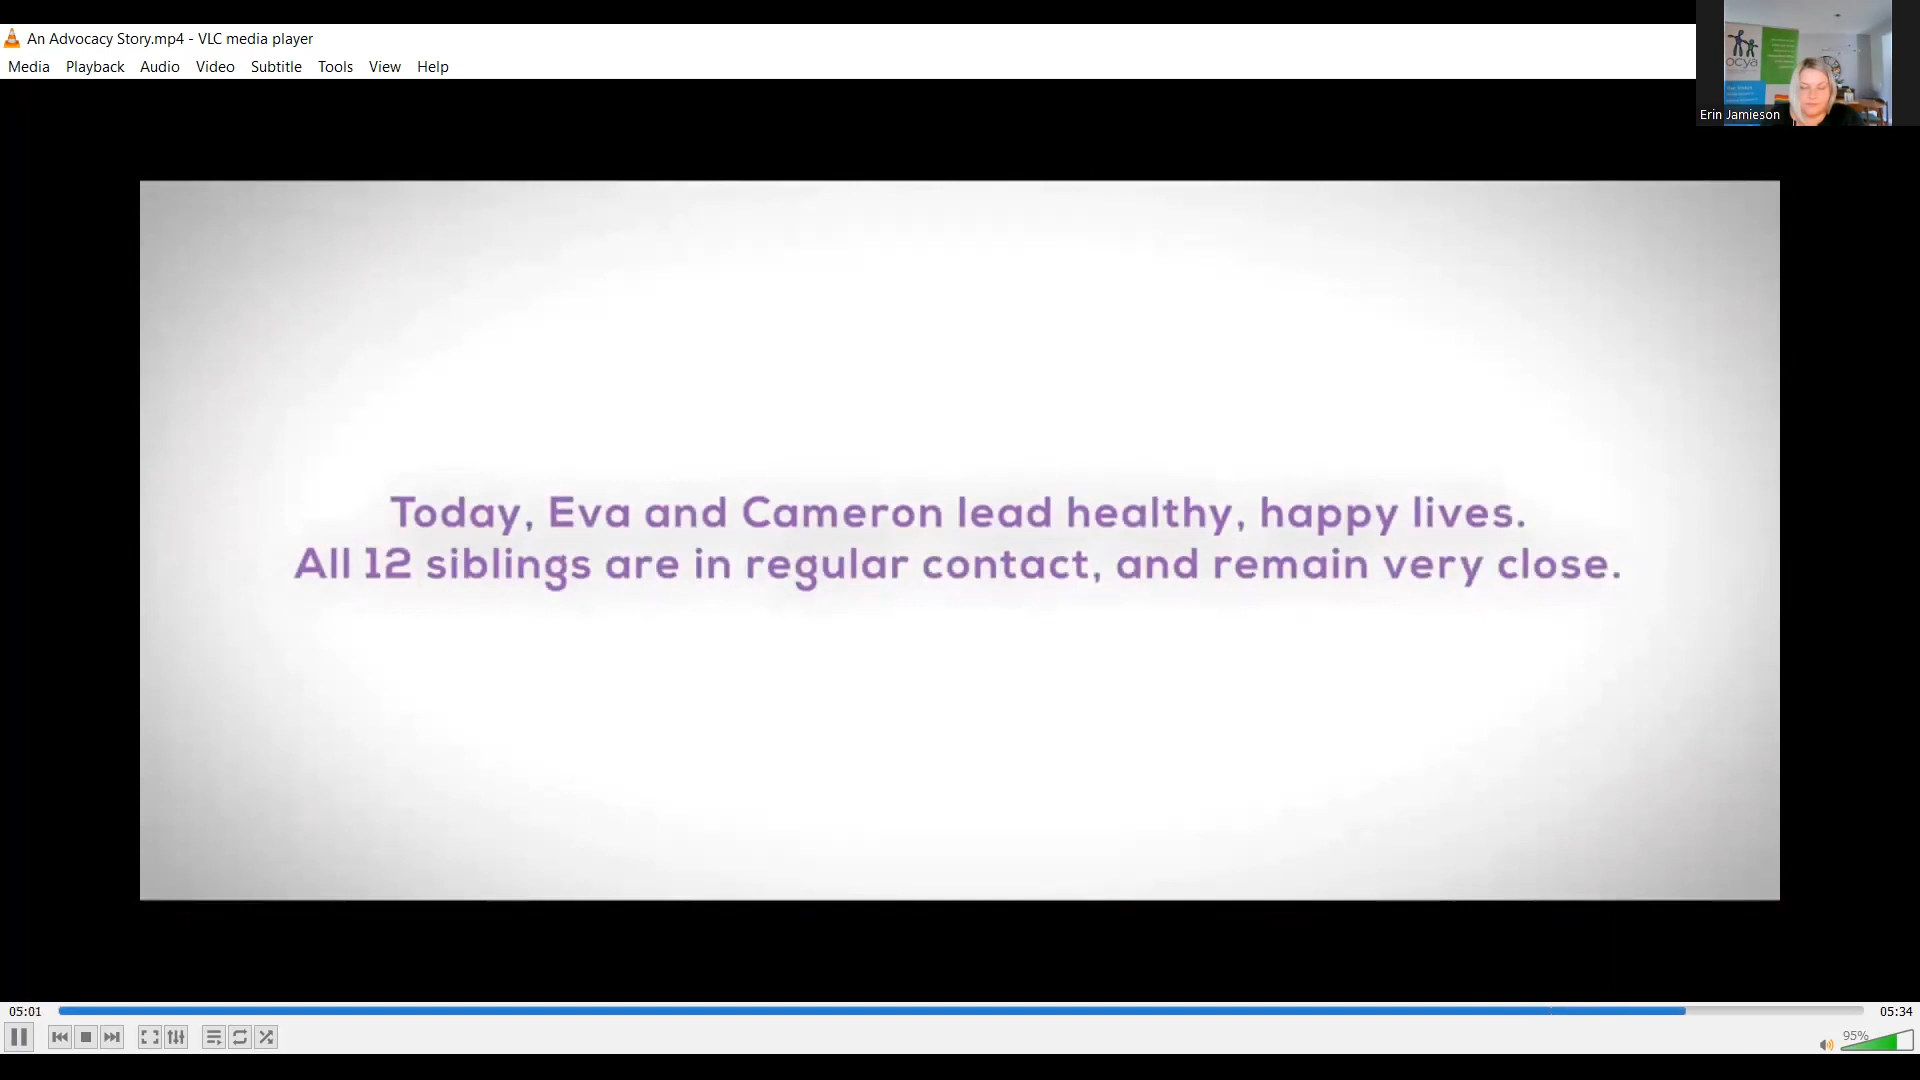 An Advocacy Story.mp4 - VLC media player
Media Playback Audio Video Subtitle Tools View Help
ocya
Erin Jamieson
Today, Eva and Cameron lead healthy, happy lives.
All 12 siblings are in regular contact, and remain very close.
05:01
05:34
95%